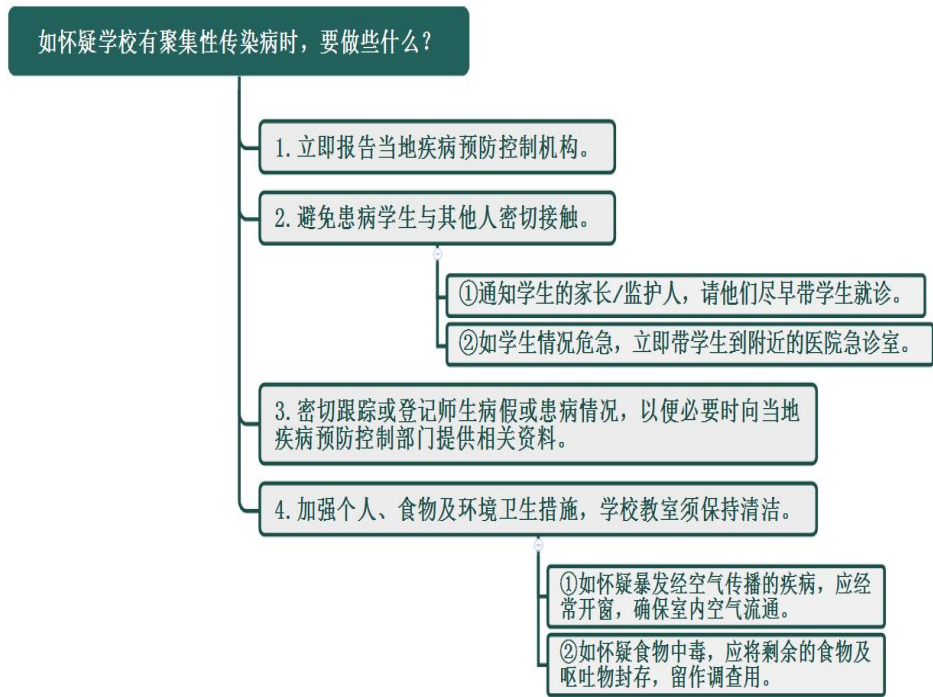 如怀疑学校有聚集性传染病时，要做些什么？
1.立即报告当地疾病预防控制机构。
2.避免患病学生与其他人密切接触。
①通知学生的家长/监护人，请他们尽早带学生就诊。
②如学生情况危急，立即带学生到附近的医院急诊室。
3.密切跟踪或登记师生病假或患病情况，以便必要时向当地
疾病预防控制部门提供相关资料。
4.加强个人、食物及环境卫生措施，学校教室须保持清洁。
①如怀疑暴发经空气传播的疾病，应经
常开窗，确保室内空气流通。
②如怀疑食物中毒，应将剩余的食物及
呕吐物封存，留作调查用。